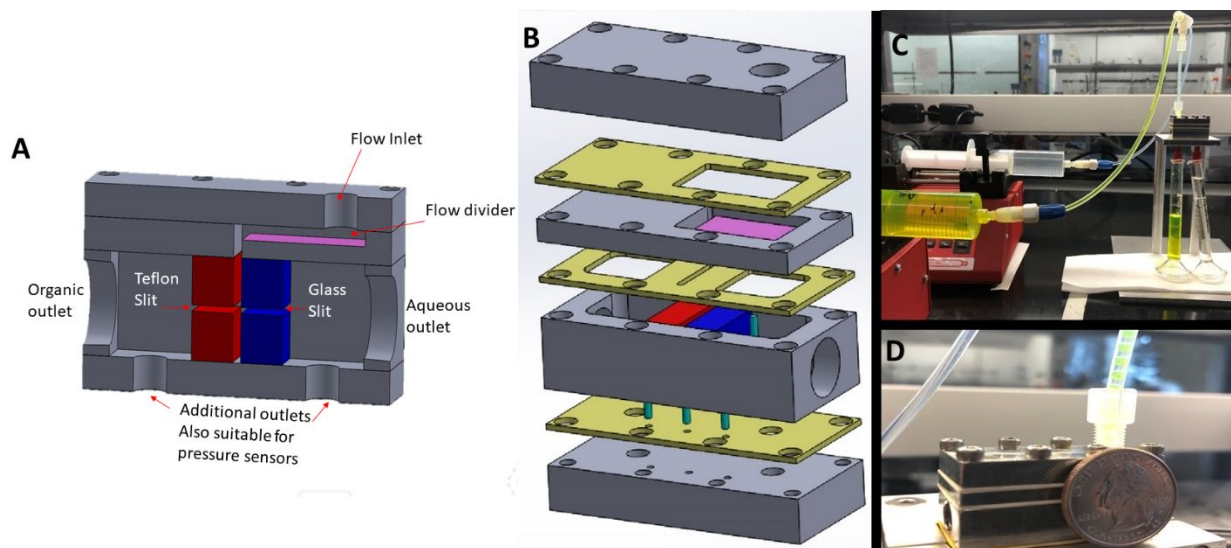 A
Flow Inlet
Flow divider
Teflon
Slit
Glass
Slit
Organic
outlet
Aqueous
outlet
Additional outlets
Also suitable for
pressure sensors
B
C
D